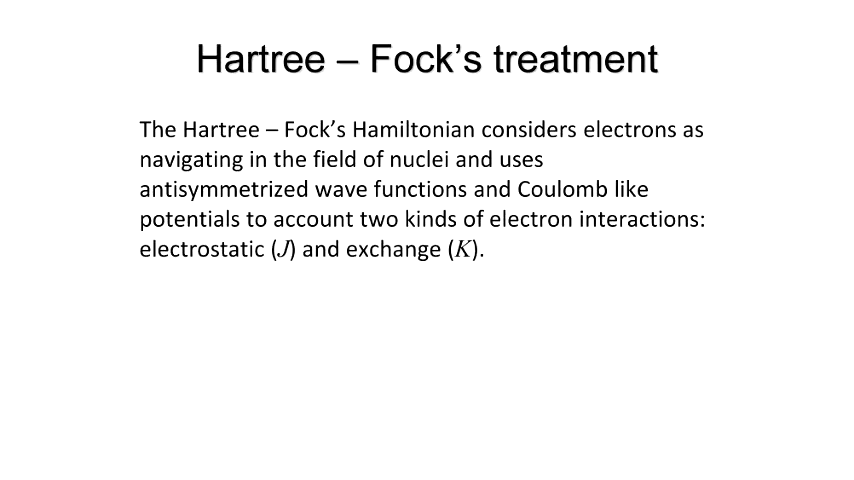 Hartree – Fock’s treatment
The Hartree – Fock’s Hamiltonian considers electrons as
navigating in the field of nuclei and uses
antisymmetrized wave functions and Coulomb like
potentials to account two kinds of electron interactions:
electrostatic (J) and exchange (K).